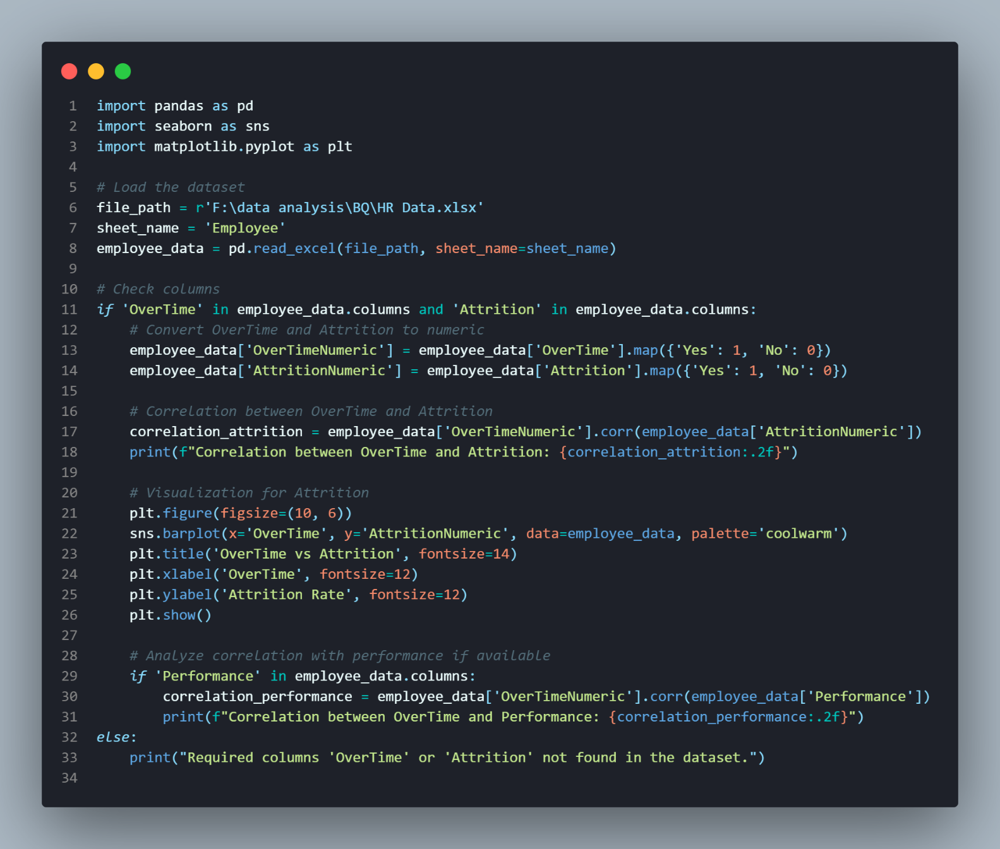 1 import pandas as pd
2 import seaborn as sns
3 import matplotlib.pyplot as plt
4
5 # Load the dataset
6 file_path = r'F:\data analysis\BQ\HR Data.xlsx'
7 sheet_name = 'Employee'
8 employee_data = pd.read_excel(file_path, sheet_name=sheet_name)
9
10 # Check columns
11 if 'OverTime' in employee_data.columns and 'Attrition' in employee_data.columns:
12     # Convert OverTime and Attrition to numeric
13     employee_data['OverTimeNumeric'] = employee_data['OverTime'].map({'Yes': 1, 'No': 0})
14     employee_data['AttritionNumeric'] = employee_data['Attrition'].map({'Yes': 1, 'No': 0})
15
16     # Correlation between OverTime and Attrition
17     correlation_attrition = employee_data['OverTimeNumeric'].corr(employee_data['AttritionNumeric'])
18     print(f"Correlation between OverTime and Attrition: {correlation_attrition:.2f}")
19
20     # Visualization for Attrition
21     plt.figure(figsize=(10, 6))
22     sns.barplot(x='OverTime', y='AttritionNumeric', data=employee_data, palette='coolwarm')
23     plt.title('OverTime vs Attrition', fontsize=14)
24     plt.xlabel('OverTime', fontsize=12)
25     plt.ylabel('Attrition Rate', fontsize=12)
26     plt.show()
27
28     # Analyze correlation with performance if available
29     if 'Performance' in employee_data.columns:
30         correlation_performance = employee_data['OverTimeNumeric'].corr(employee_data['Performance'])
31         print(f"Correlation between OverTime and Performance: {correlation_performance:.2f}")
32 else:
33     print("Required columns 'OverTime' or 'Attrition' not found in the dataset.")
34